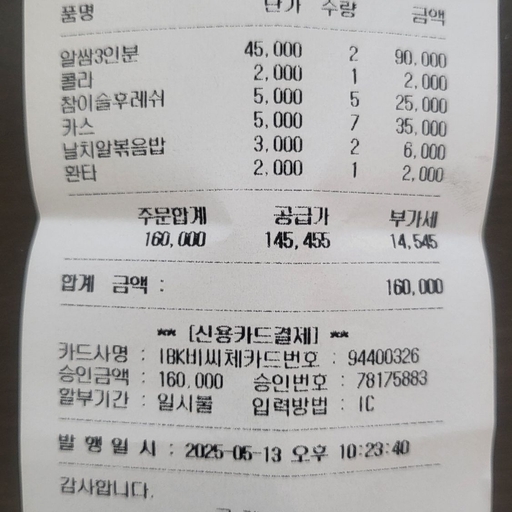 품명 단가 수량 금액
알쌈3인분 45,000 2 90,000
콜라 2,000 1 2,000
참이슬후레쉬 5,000 5 25,000
카스 5,000 7 35,000
날치알볶음밥 3,000 2 6,000
환타 2,000 1 2,000
주문합계 공급가 부가세
160,000 145,455 14,545
합계 금액 : 160,000
** [신용카드결제] **
카드사명 : IBK비씨체카드번호 : 94400326
승인금액 : 160,000 승인번호 : 78175883
할부기간 : 일시불 입력방법 : IC
발 행 일 시 : 2025-05-13 오후 10:23:40
감사합니다.